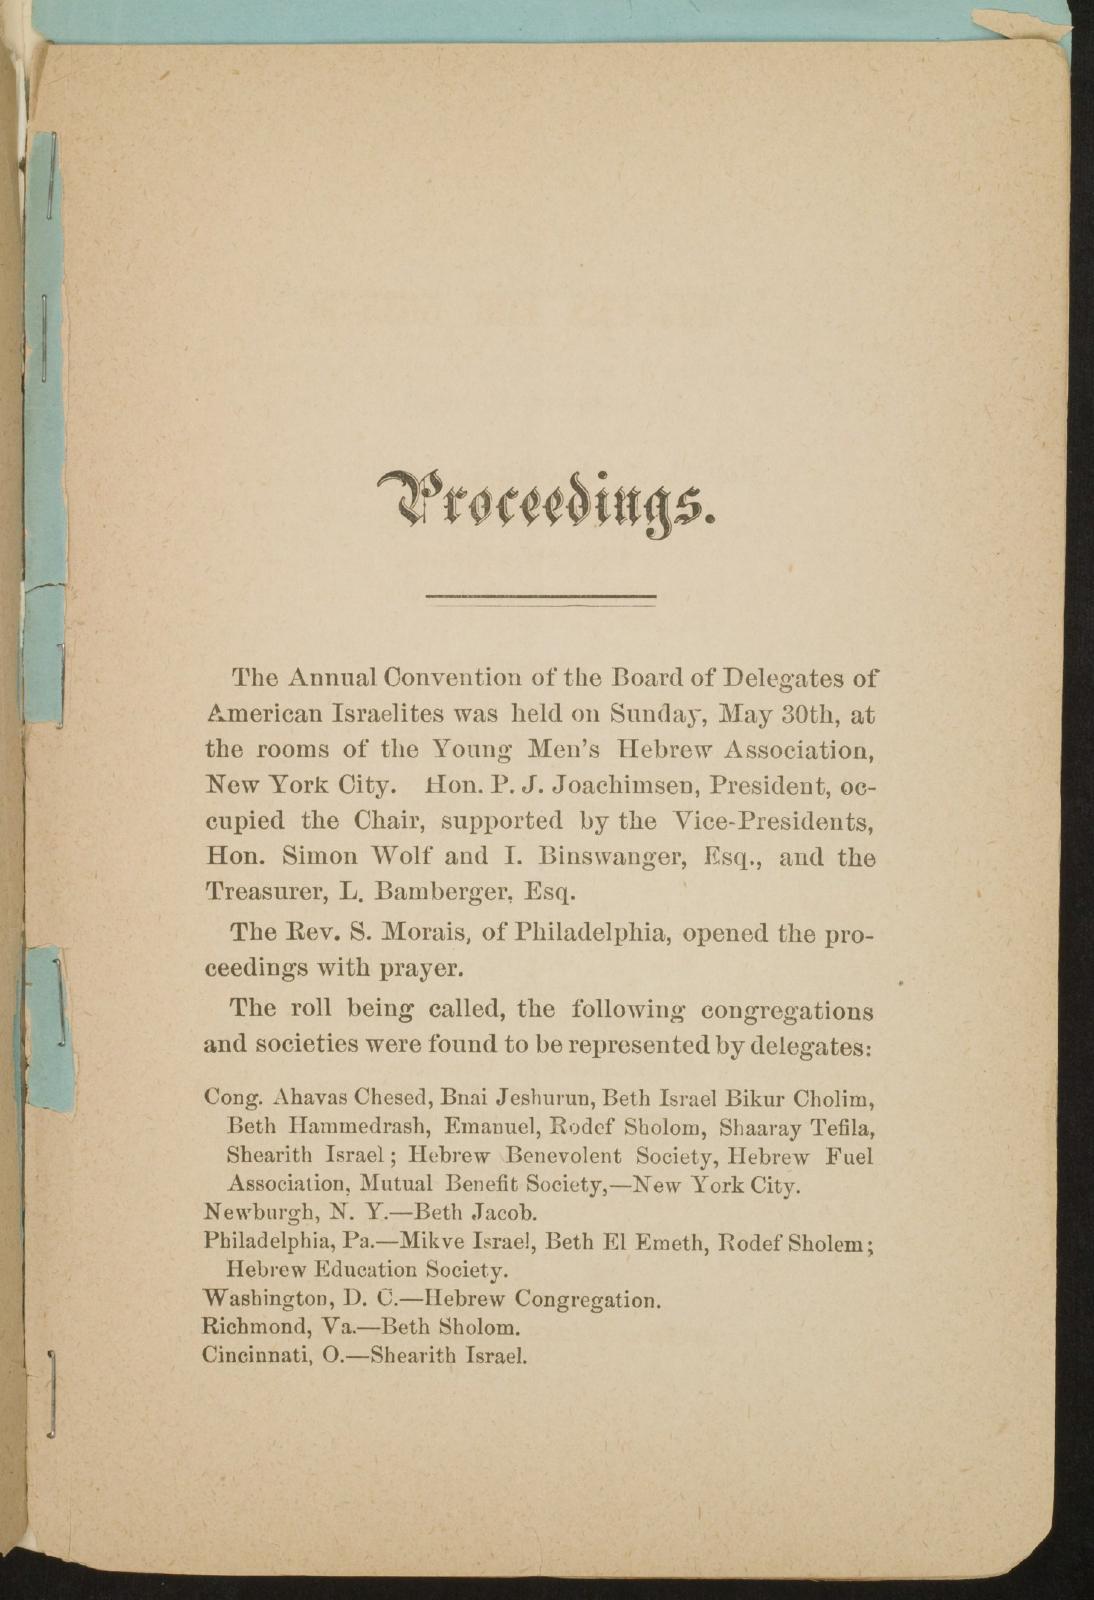 Proceedings.
The Annual Convention of the Board of Delegates of
American Israelites was held on Sunday, May 30th, at
the rooms of the Young Men's Hebrew Association,
New York City. Hon. P. J. Joachimsen, President, oc-
cupied the Chair, supported by the Vice-Presidents,
Hon. Simon Wolf and I. Binswanger, Esq., and the
Treasurer, L. Bamberger, Esq.
The Rev. S. Morais, of Philadelphia, opened the pro-
ceedings with prayer.
The roll being called, the following congregations
and societies were found to be represented by delegates:
Cong. Ahavas Chesed, Bnai Jeshurun, Beth Israel Bikur Cholim,
Beth Hammedrash, Emanuel, Rodef Sholom, Shaaray Tefila,
Shearith Israel; Hebrew Benevolent Society, Hebrew Fuel
Association, Mutual Benefit Society,—New York City.
Newburgh, N. Y.—Beth Jacob.
Philadelphia, Pa.—Mikve Israel, Beth El Emeth, Rodef Sholem;
Hebrew Education Society.
Washington, D. C.—Hebrew Congregation.
Richmond, Va.—Beth Sholom.
Cincinnati, O.—Shearith Israel.